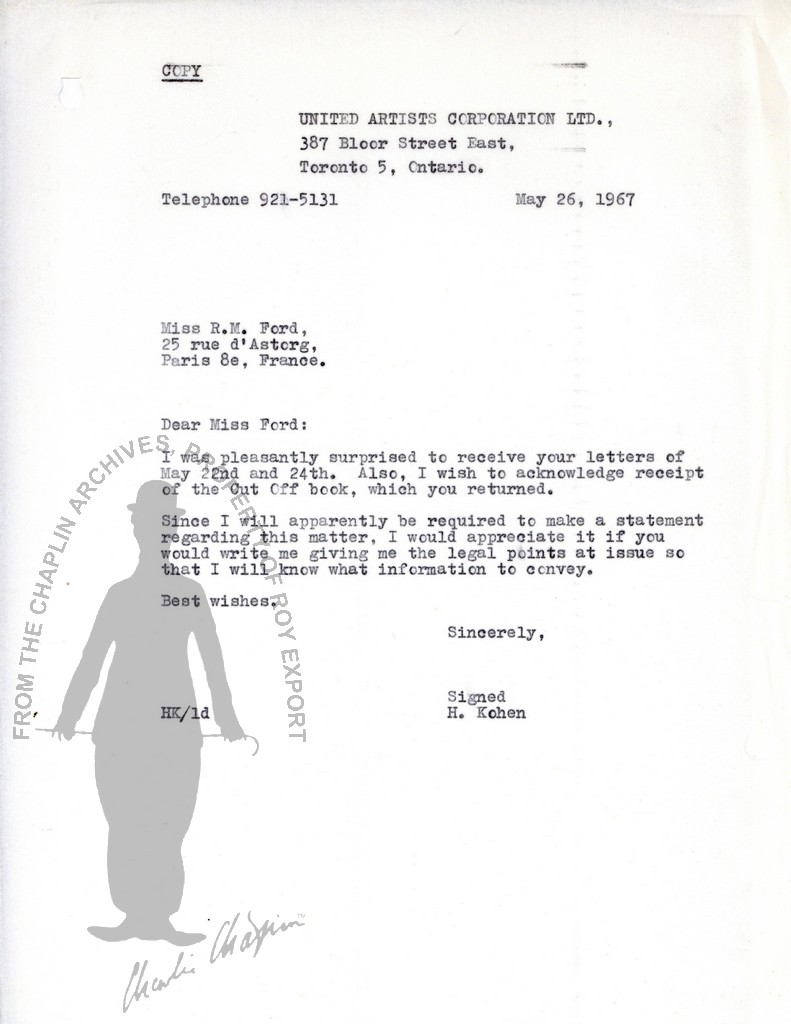 COPY
UNITED ARTISTS CORPORATION LTD.,
387 Bloor Street East,
Toronto 5, Ontario.
Telephone 921-5131 May 26, 1967
Miss R.M. Ford,
25 rue d'Astorg,
Paris 8e, France.
Dear Miss Ford:
I was pleasantly surprised to receive your letters of
May 22nd and 24th. Also, I wish to acknowledge receipt
of the Cut Off book, which you returned.
Since I will apparently be required to make a statement
regarding this matter, I would appreciate it if you
would write me giving me the legal points at issue so
that I will know what information to convey.
Best wishes.
Sincerely,
Signed
HK/ld H. Kohen
FROM THE CHAPLIN ARCHIVES, PROPERTY OF ROY EXPORT
Charlie Chaplin